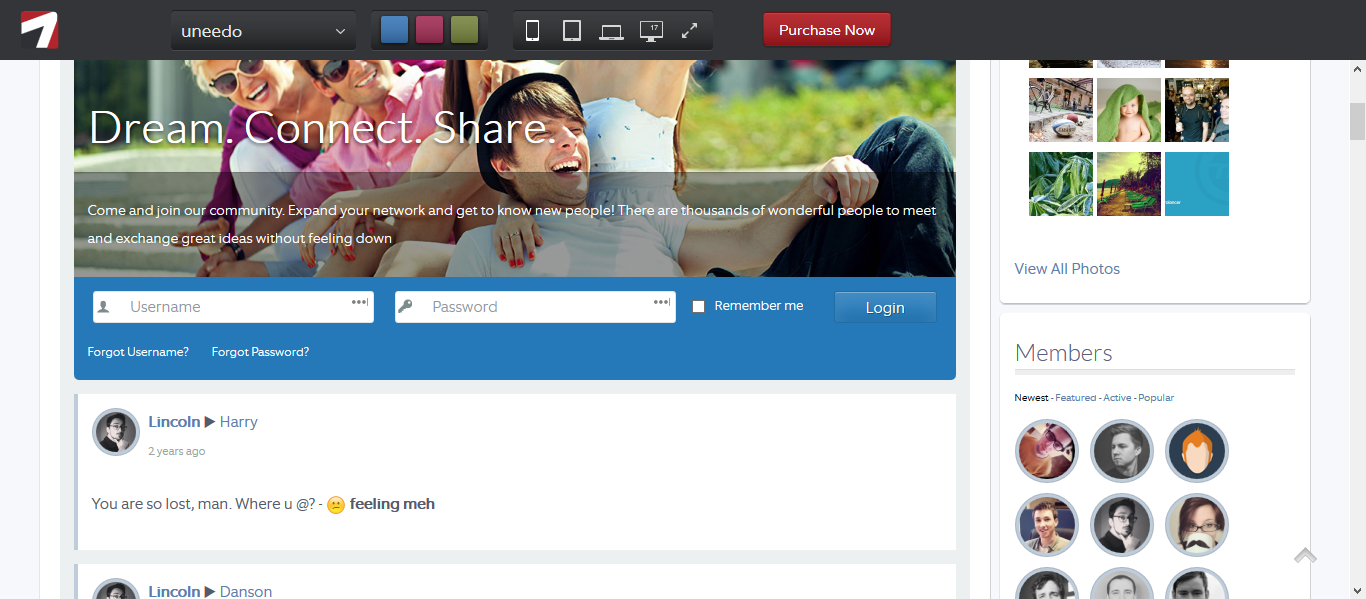 uneedo
17
Purchase Now
Dream. Connect. Share.
Come and join our community. Expand your network and get to know new people! There are thousands of wonderful people to meet
and exchange great ideas without feeling down
Username
Password
Remember me
Login
Forgot Username?
Forgot Password?
Lincoln ▶ Harry
2 years ago
You are so lost, man. Where u @? - 😕 feeling meh
Lincoln ▶ Danson
View All Photos
Members
Newest - Featured - Active - Popular